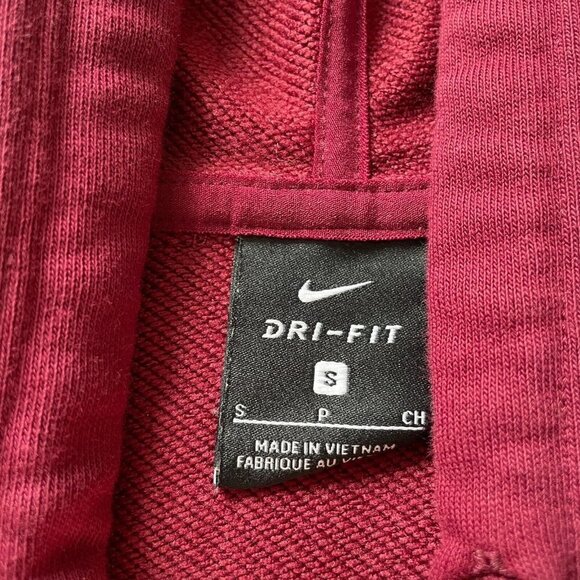 DRI-FIT
S
S P CH
MADE IN VIETNAM
FABRIQUE AU